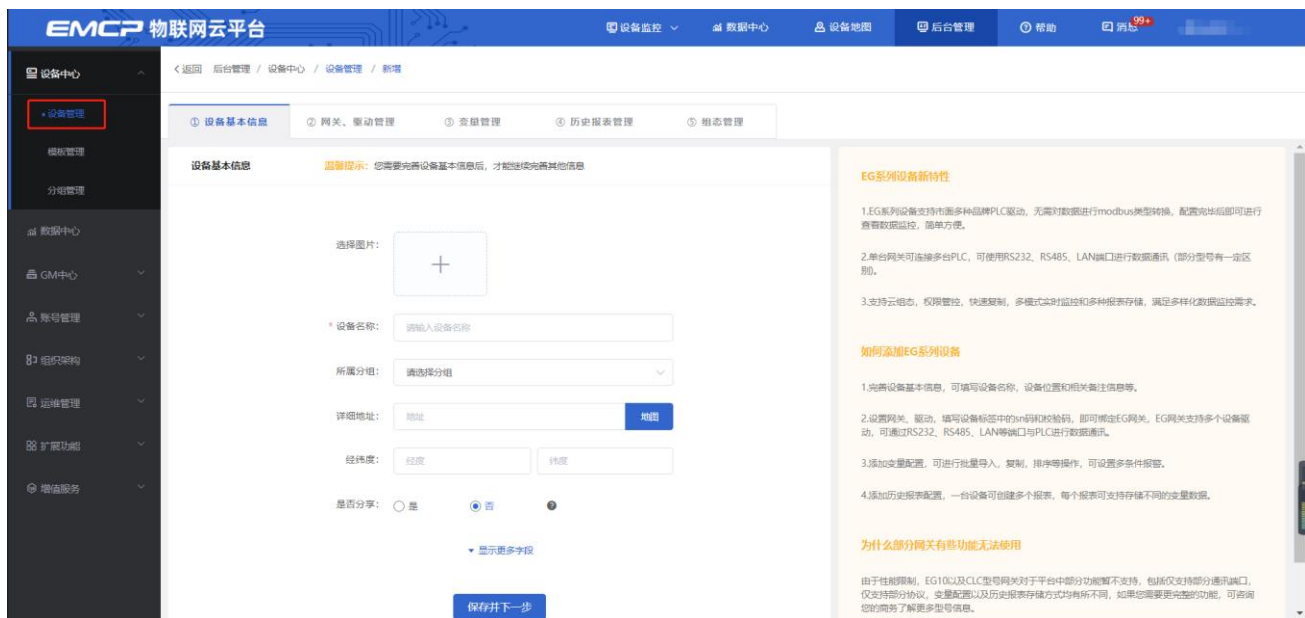 EMCP 物联网云平台
设备监控
数据中心
设备地图
后台管理
帮助
消息
99+
设备中心
设备管理
模板管理
分组管理
数据中心
GM中心
账号管理
组织架构
运维管理
扩展功能
增值服务
返回 后台管理 / 设备中心 / 设备管理 / 新增
① 设备基本信息
② 网关、驱动管理
③ 变量管理
④ 历史报表管理
⑤ 组态管理
设备基本信息
温馨提示：您需要完善设备基本信息后，才能继续完善其他信息
选择图片：
* 设备名称： 请输入设备名称
所属分组： 请选择分组
详细地址： 地址 地图
经纬度： 经度 纬度
是否分享： 是 否
显示更多字段
保存并下一步
EG系列设备新特性
1.EG系列设备支持市面多种品牌PLC驱动，无需对数据进行modbus类型转换，配置完毕后即可进行
查看数据监控，简单方便。
2.单台网关可连接多台PLC，可使用RS232、RS485、LAN端口进行数据通讯（部分型号有一定区
别）。
3.支持云组态，权限管控，快速复制，多模式实时监控和多种报表存储，满足多样化数据监控需求。
如何添加EG系列设备
1.完善设备基本信息，可填写设备名称，设备位置和相关备注信息等。
2.设置网关、驱动，填写设备标签中的sn码和校验码，即可绑定EG网关，EG网关支持多个设备驱
动，可通过RS232、RS485、LAN等端口与PLC进行数据通讯。
3.添加变量配置，可进行批量导入，复制，排序等操作，可设置多条件报警。
4.添加历史报表配置，一台设备可创建多个报表，每个报表可支持存储不同的变量数据。
为什么部分网关有些功能无法使用
由于性能限制，EG10以及CLC型号网关对于平台中部分功能暂不支持，包括仅支持部分通讯端口，
仅支持部分协议，变量配置以及历史报表存储方式均有所不同，如果您需要更完整的功能，可咨询
您的商务了解更多型号信息。